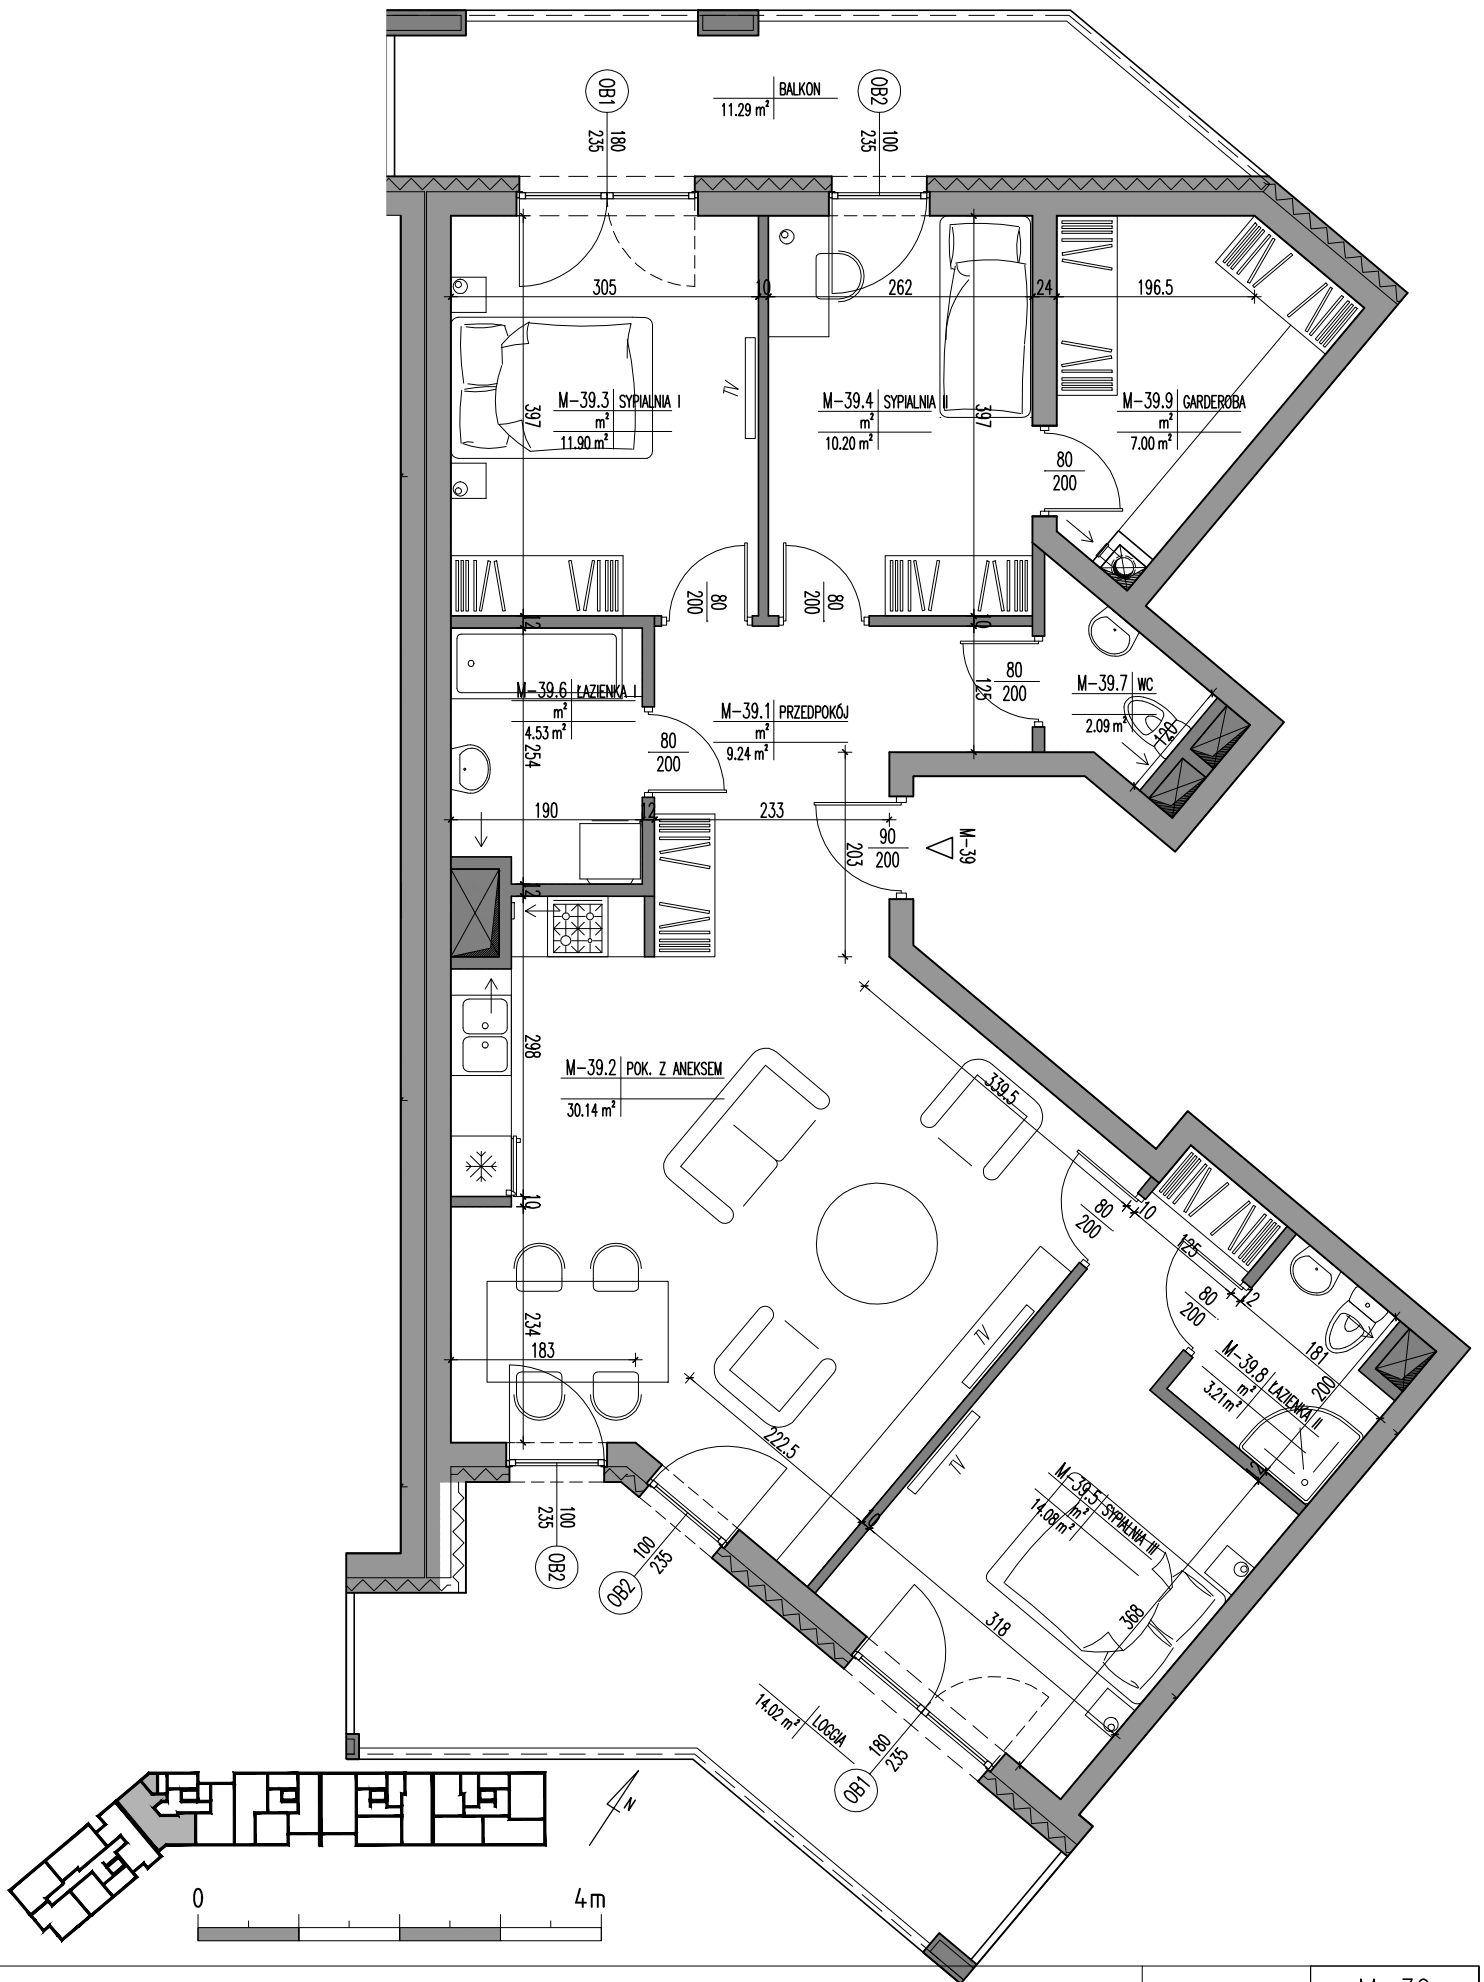 BALKON
11.29 m²
OB1
180
235
OB2
100
235
305
10
262
24
196.5
TV
M-39.3 SYPIALNIA I
m²
11.90 m²
397
M-39.4 SYPIALNIA II
m²
10.20 m²
397
M-39.9 GARDEROBA
m²
7.00 m²
80
200
80
200
80
200
12
10
M-39.6 ŁAZIENKA I
m²
4.53 m²
254
M-39.1 PRZEDPOKÓJ
m²
9.24 m²
125
80
200
M-39.7 WC
2.09 m²
120
80
200
190
12
233
203
90
200
M-39
12
298
M-39.2 POK. Z ANEKSEM
30.14 m²
339.5
10
80
200
10
125
80
200
12
234
183
TV
181
200
M-39.8 ŁAZIENKA II
m²
3.21 m²
222.5
TV
12
10
M-39.5 SYPIALNIA III
m²
14.08 m²
100
235
OB2
100
235
OB2
318
368
LOGGIA
14.02 m²
180
235
OB1
N
0
4m